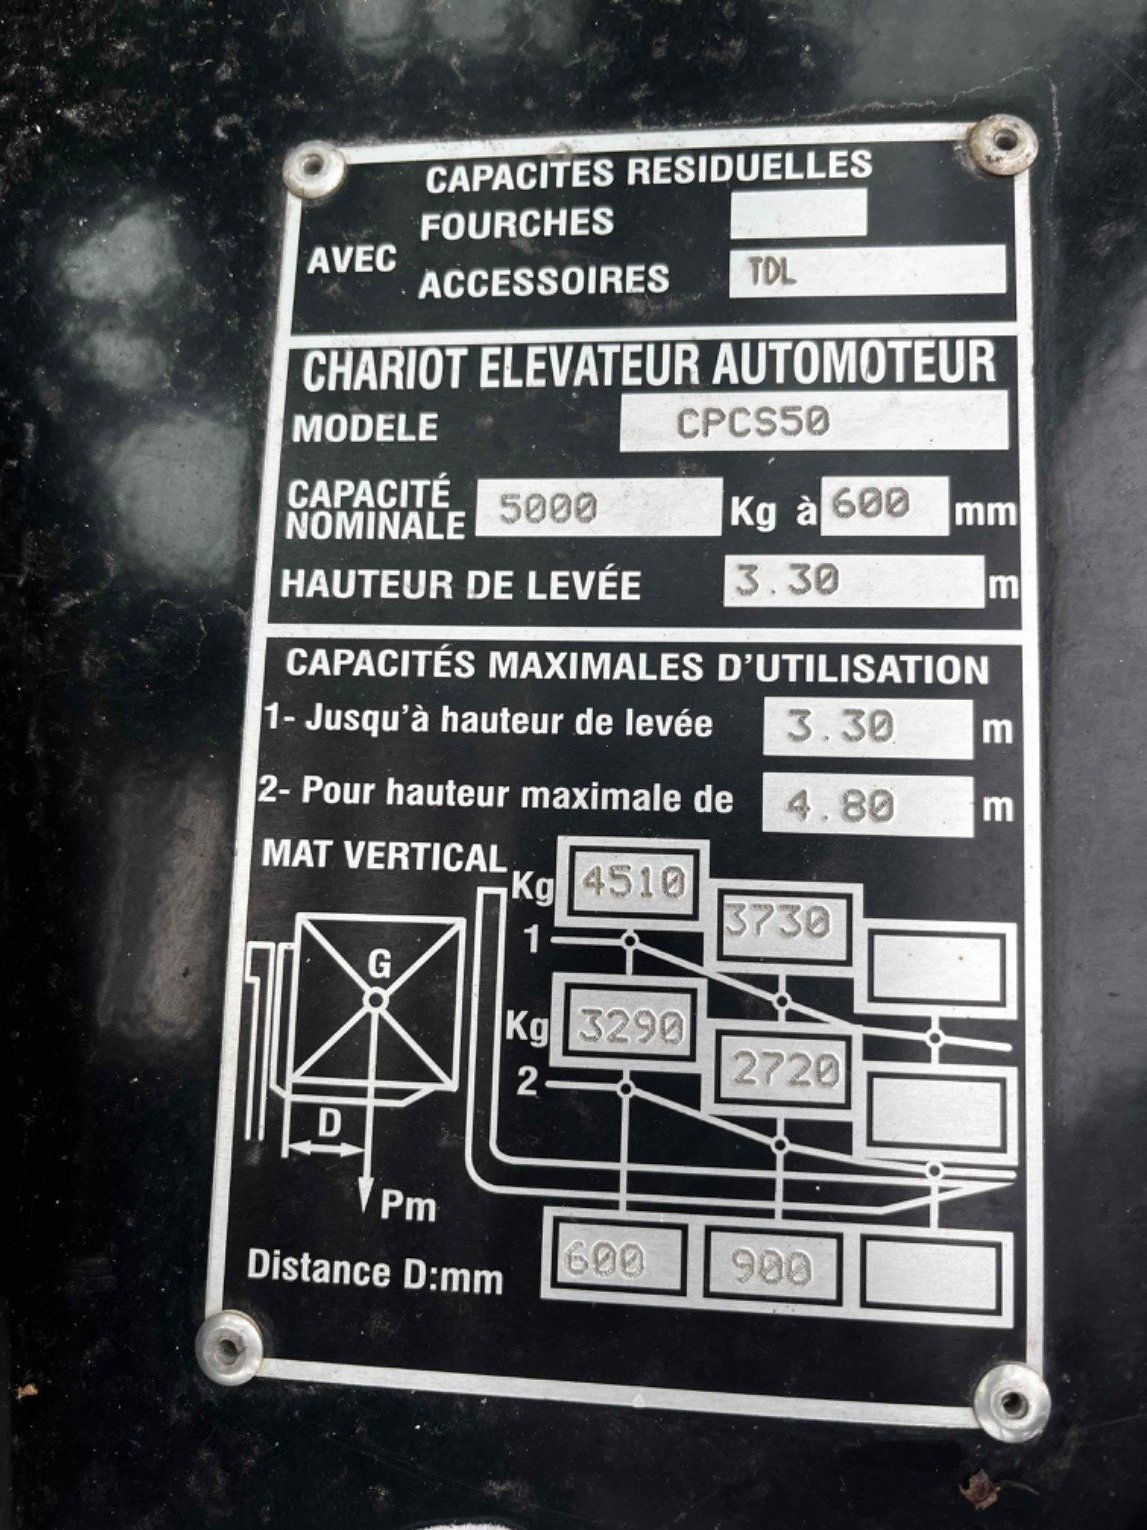 CAPACITES RESIDUELLES
FOURCHES
AVEC
ACCESSOIRES TDL
CHARIOT ELEVATEUR AUTOMOTEUR
MODELE CPCS50
CAPACITÉ NOMINALE 5000 Kg à 600 mm
HAUTEUR DE LEVÉE 3.30 m
CAPACITÉS MAXIMALES D'UTILISATION
1- Jusqu'à hauteur de levée 3.30 m
2- Pour hauteur maximale de 4.80 m
MAT VERTICAL
Kg 4510 3730
1
G
Kg 3290 2720
2
D
Pm
Distance D:mm 600 900